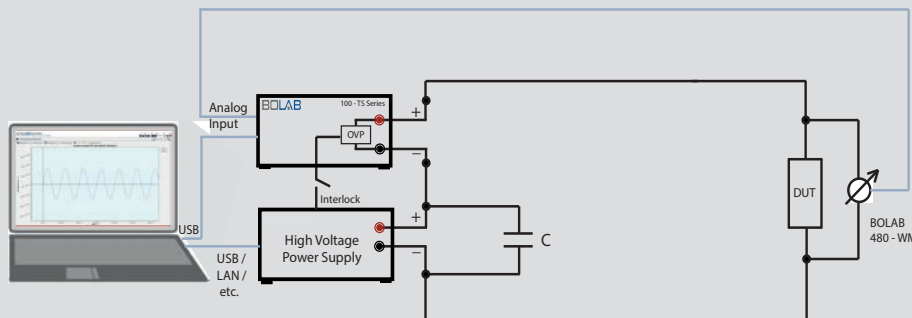 Analog
Input
BOLAB
100 - TS Series
OVP
+
−
Interlock
USB
USB /
LAN /
etc.
High Voltage
Power Supply
+
−
C
DUT
BOLAB
480 - WM